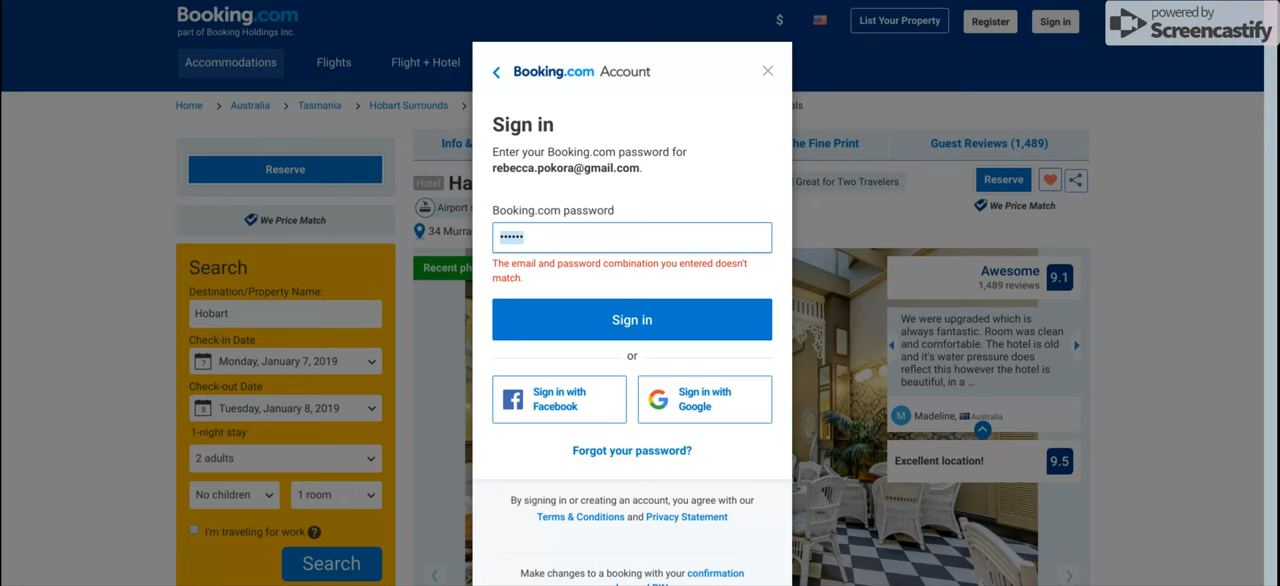 Booking.com
part of Booking Holdings Inc.
$
List Your Property
Register
Sign in
powered by
Screencastify
Accommodations
Flights
Flight + Hotel
Home > Australia > Tasmania > Hobart Surrounds >
Reserve
We Price Match
Search
Destination/Property Name:
Hobart
Check-in Date
7 Monday, January 7, 2019
Check-out Date
8 Tuesday, January 8, 2019
1-night stay
2 adults
No children
1 room
I'm traveling for work ?
Search
Info &
The Fine Print
Guest Reviews (1,489)
Hotel Ha
Great for Two Travelers
Reserve
Airport s
We Price Match
34 Murra
Recent ph
Booking.com Account
Sign in
Enter your Booking.com password for
rebecca.pokora@gmail.com.
Booking.com password
••••••
The email and password combination you entered doesn't
match.
Sign in
or
Sign in with
Facebook
Sign in with
Google
Forgot your password?
By signing in or creating an account, you agree with our
Terms & Conditions and Privacy Statement
Make changes to a booking with your confirmation
Awesome
1,489 reviews
9.1
We were upgraded which is
always fantastic. Room was clean
and comfortable. The hotel is old
and it's water pressure does
reflect this however the hotel is
beautiful, in a ...
M Madeline, Australia
Excellent location!
9.5